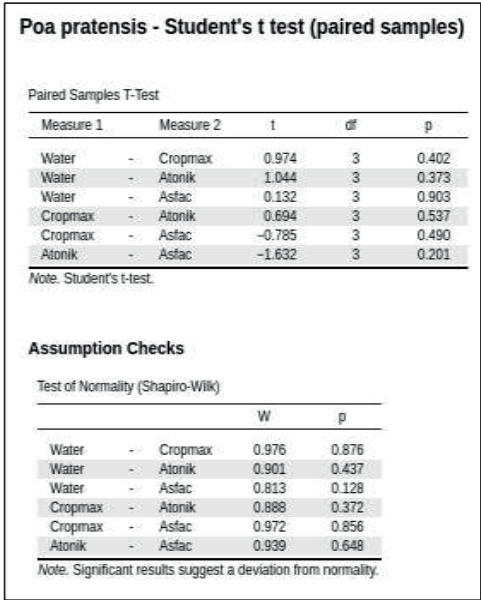 Poa pratensis - Student's t test (paired samples)
Paired Samples T-Test
Measure 1 Measure 2 t df p
Water - Cropmax 0.974 3 0.402
Water - Atonik 1.044 3 0.373
Water - Asfac 0.132 3 0.903
Cropmax - Atonik 0.694 3 0.537
Cropmax - Asfac −0.785 3 0.490
Atonik - Asfac −1.632 3 0.201
Note. Student's t-test.
Assumption Checks
Test of Normality (Shapiro-Wilk)
W p
Water - Cropmax 0.976 0.876
Water - Atonik 0.901 0.437
Water - Asfac 0.813 0.128
Cropmax - Atonik 0.888 0.372
Cropmax - Asfac 0.972 0.856
Atonik - Asfac 0.939 0.648
Note. Significant results suggest a deviation from normality.